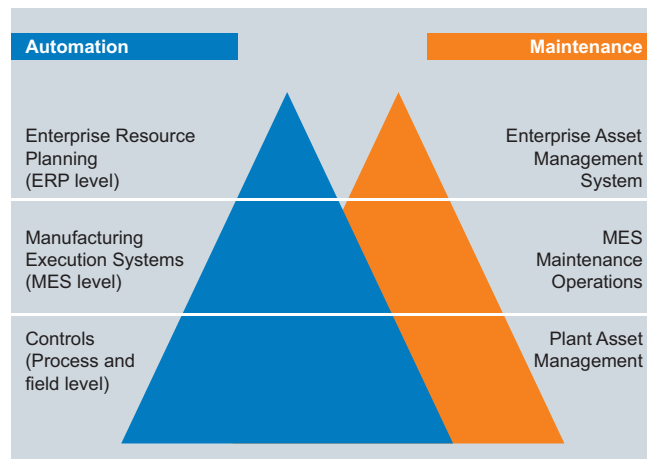 Automation
Maintenance
Enterprise Resource
Planning
(ERP level)
Enterprise Asset
Management
System
Manufacturing
Execution Systems
(MES level)
MES
Maintenance
Operations
Controls
(Process and
field level)
Plant Asset
Management